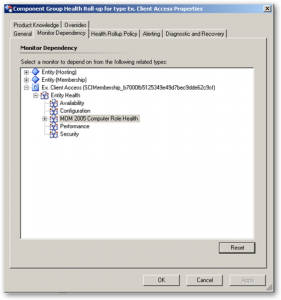 Component Group Health Roll-up for type Ex. Client Access Properties
Product Knowledge Overrides
General Monitor Dependency Health Rollup Policy Alerting Diagnostic and Recovery
Monitor Dependency
Select a monitor to depend on from the following related types:
Entity (Hosting)
Entity (Membership)
Ex. Client Access
Entity Health
Availability
Configuration
MOM 2005 Computer Role Health
Performance
Security
Reset
OK Cancel Apply